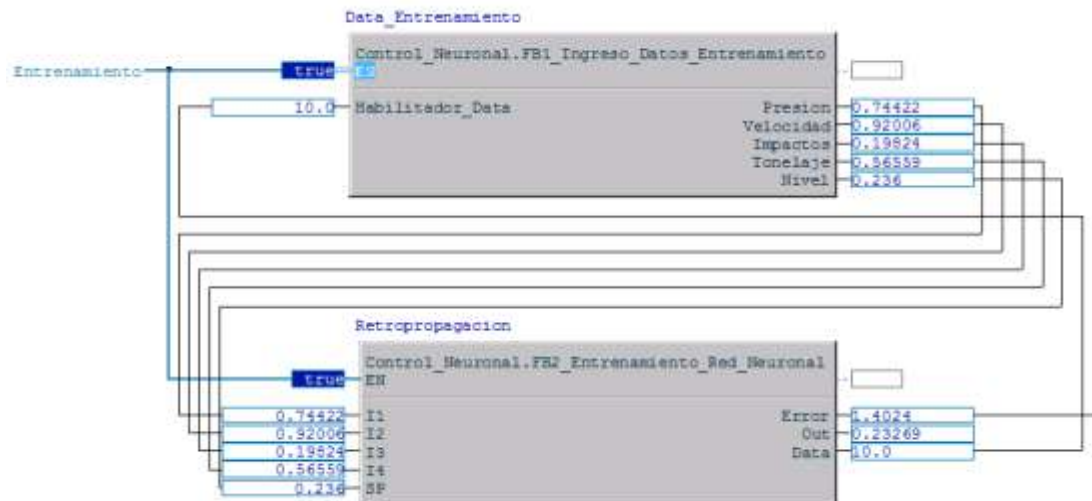 Data_Entrenamiento
Control_Neuronal.FB1_Ingreso_Datos_Entrenamiento
Entrenamiento
true EN
10.0 Habilitador_Data
Presion 0.74422
Velocidad 0.92006
Impactos 0.19824
Tonelaje 0.56559
Nivel 0.236
Retropropagacion
Control_Neuronal.FB2_Entrenamiento_Red_Neuronal
true EN
0.74422 I1 Error 1.4024
0.92006 I2 Out 0.23269
0.19824 I3 Data 10.0
0.56559 I4
0.236 SP